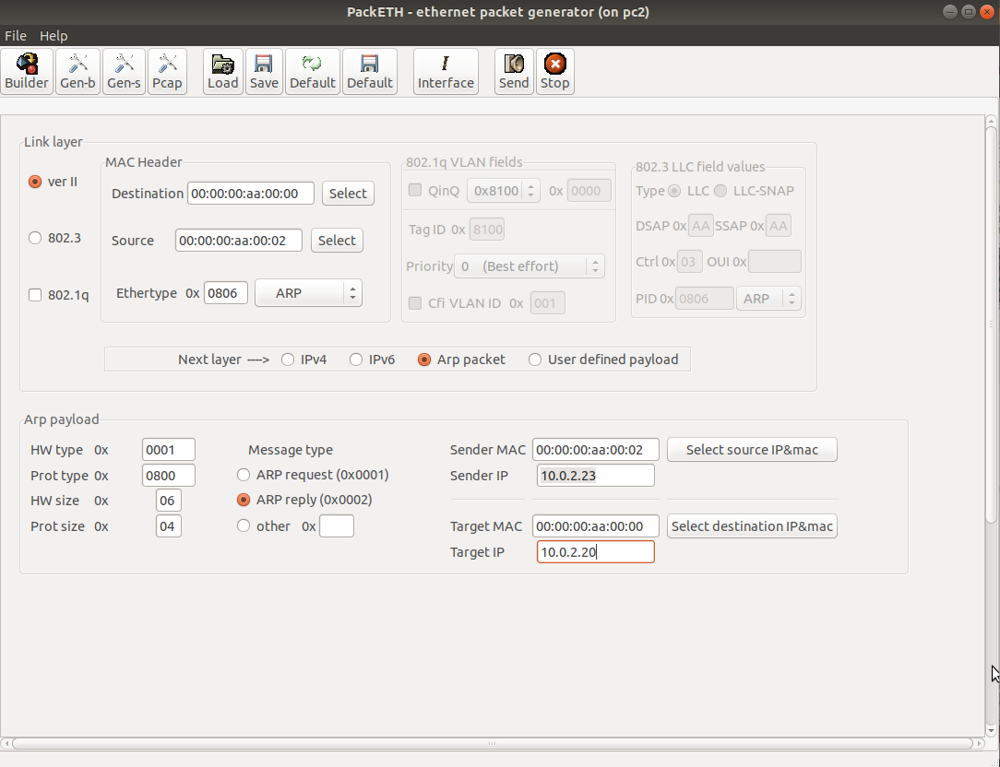 PackETH - ethernet packet generator (on pc2)
File Help
Builder Gen-b Gen-s Pcap Load Save Default Default Interface Send Stop
Link layer
ver II
802.3
802.1q
MAC Header
Destination 00:00:00:aa:00:00 Select
Source 00:00:00:aa:00:02 Select
Ethertype 0x 0806 ARP
802.1q VLAN fields
QinQ 0x8100 0x 0000
Tag ID 0x 8100
Priority 0 (Best effort)
Cfi VLAN ID 0x 001
802.3 LLC field values
Type LLC LLC-SNAP
DSAP 0x AA SSAP 0x AA
Ctrl 0x 03 OUI 0x
PID 0x 0806 ARP
Next layer ----> IPv4 IPv6 Arp packet User defined payload
Arp payload
HW type 0x 0001
Prot type 0x 0800
HW size 0x 06
Prot size 0x 04
Message type
ARP request (0x0001)
ARP reply (0x0002)
other 0x
Sender MAC 00:00:00:aa:00:02 Select source IP&mac
Sender IP 10.0.2.23
Target MAC 00:00:00:aa:00:00 Select destination IP&mac
Target IP 10.0.2.20